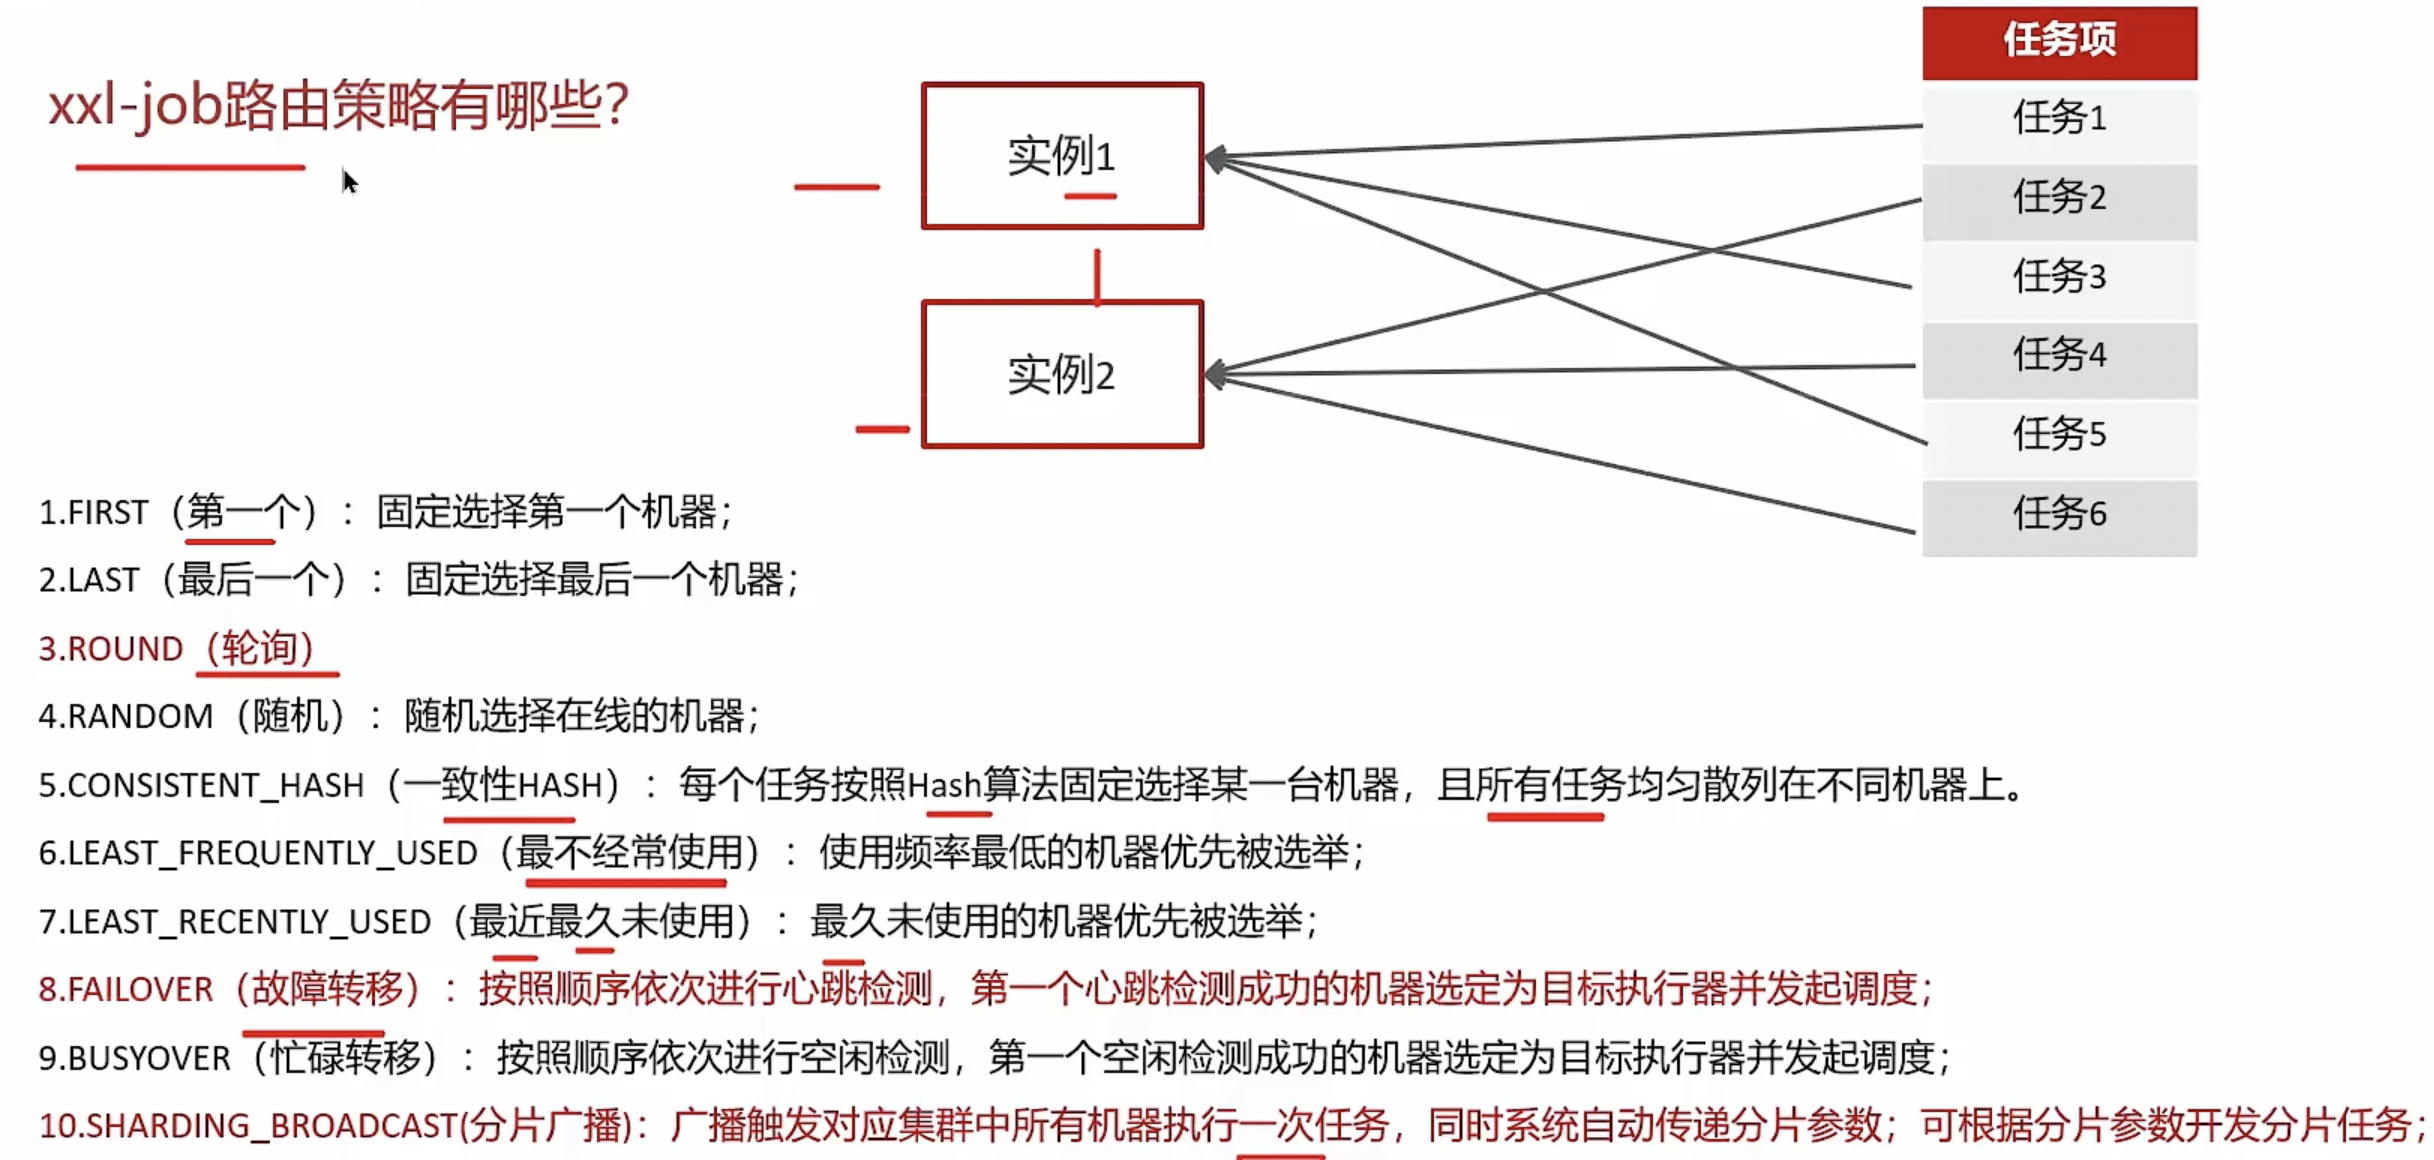 xxl-job路由策略有哪些？
实例1
实例2
任务项
任务1
任务2
任务3
任务4
任务5
任务6
1.FIRST（第一个）：固定选择第一个机器；
2.LAST（最后一个）：固定选择最后一个机器；
3.ROUND（轮询）
4.RANDOM（随机）：随机选择在线的机器；
5.CONSISTENT_HASH（一致性HASH）：每个任务按照Hash算法固定选择某一台机器，且所有任务均匀散列在不同机器上。
6.LEAST_FREQUENTLY_USED（最不经常使用）：使用频率最低的机器优先被选举；
7.LEAST_RECENTLY_USED（最近最久未使用）：最久未使用的机器优先被选举；
8.FAILOVER（故障转移）：按照顺序依次进行心跳检测，第一个心跳检测成功的机器选定为目标执行器并发起调度；
9.BUSYOVER（忙碌转移）：按照顺序依次进行空闲检测，第一个空闲检测成功的机器选定为目标执行器并发起调度；
10.SHARDING_BROADCAST(分片广播)：广播触发对应集群中所有机器执行一次任务，同时系统自动传递分片参数；可根据分片参数开发分片任务；